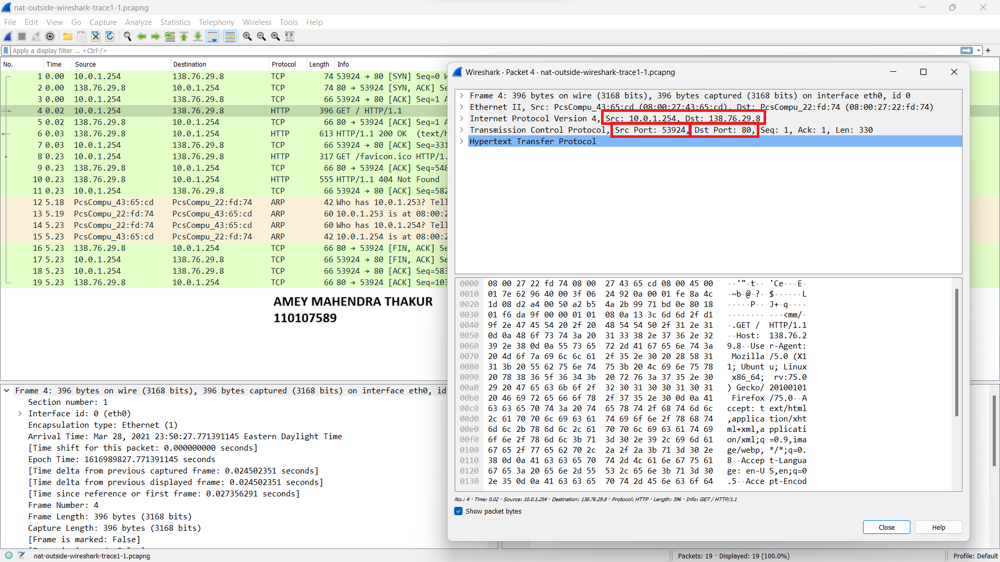 nat-outside-wireshark-trace1-1.pcapng
File Edit View Go Capture Analyze Statistics Telephony Wireless Tools Help
Apply a display filter ... <Ctrl-/>
No. Time Source Destination Protocol Length Info
1 0.00 10.0.1.254 138.76.29.8 TCP 74 53924 → 80 [SYN] Seq=0
2 0.00 138.76.29.8 10.0.1.254 TCP 74 80 → 53924 [SYN, ACK] Se
3 0.00 10.0.1.254 138.76.29.8 TCP 66 53924 → 80 [ACK] Seq=1
4 0.02 10.0.1.254 138.76.29.8 HTTP 396 GET / HTTP/1.1
5 0.02 138.76.29.8 10.0.1.254 TCP 66 80 → 53924 [ACK] Seq=1
6 0.03 138.76.29.8 10.0.1.254 HTTP 613 HTTP/1.1 200 OK (text/h
7 0.03 10.0.1.254 138.76.29.8 TCP 66 53924 → 80 [ACK] Seq=331
8 0.23 10.0.1.254 138.76.29.8 HTTP 317 GET /favicon.ico HTTP/1.
9 0.23 138.76.29.8 10.0.1.254 TCP 66 80 → 53924 [ACK] Seq=548
10 0.23 138.76.29.8 10.0.1.254 HTTP 555 HTTP/1.1 404 Not Found
11 0.23 10.0.1.254 138.76.29.8 TCP 66 53924 → 80 [ACK] Seq=582
12 5.18 PcsCompu_43:65:cd PcsCompu_22:fd:74 ARP 42 Who has 10.0.1.253? Tell
13 5.19 PcsCompu_22:fd:74 PcsCompu_43:65:cd ARP 60 10.0.1.253 is at 08:00:2
14 5.23 PcsCompu_22:fd:74 PcsCompu_43:65:cd ARP 60 Who has 10.0.1.254? Tell
15 5.23 PcsCompu_43:65:cd PcsCompu_22:fd:74 ARP 42 10.0.1.254 is at 08:00:2
16 5.23 138.76.29.8 10.0.1.254 TCP 66 80 → 53924 [FIN, ACK] Se
17 5.23 10.0.1.254 138.76.29.8 TCP 66 53924 → 80 [FIN, ACK] Se
18 5.23 10.0.1.254 138.76.29.8 TCP 66 53924 → 80 [ACK] Seq=583
19 5.23 138.76.29.8 10.0.1.254 TCP 66 80 → 53924 [ACK] Seq=103
AMEY MAHENDRA THAKUR
110107589
Frame 4: 396 bytes on wire (3168 bits), 396 bytes captured (3168 bits) on interface eth0, id
Section number: 1
Interface id: 0 (eth0)
Encapsulation type: Ethernet (1)
Arrival Time: Mar 28, 2021 23:50:27.771391145 Eastern Daylight Time
[Time shift for this packet: 0.000000000 seconds]
Epoch Time: 1616989827.771391145 seconds
[Time delta from previous captured frame: 0.024502351 seconds]
[Time delta from previous displayed frame: 0.024502351 seconds]
[Time since reference or first frame: 0.027356291 seconds]
Frame Number: 4
Frame Length: 396 bytes (3168 bits)
Capture Length: 396 bytes (3168 bits)
[Frame is marked: False]
Wireshark · Packet 4 · nat-outside-wireshark-trace1-1.pcapng
Frame 4: 396 bytes on wire (3168 bits), 396 bytes captured (3168 bits) on interface eth0, id 0
Ethernet II, Src: PcsCompu_43:65:cd (08:00:27:43:65:cd), Dst: PcsCompu_22:fd:74 (08:00:27:22:fd:74)
Internet Protocol Version 4, Src: 10.0.1.254, Dst: 138.76.29.8
Transmission Control Protocol, Src Port: 53924, Dst Port: 80, Seq: 1, Ack: 1, Len: 330
Hypertext Transfer Protocol
0000 08 00 27 22 fd 74 08 00 27 43 65 cd 08 00 45 00 ··'"·t·· 'Ce···E·
0010 01 7e 62 96 40 00 3f 06 24 92 0a 00 01 fe 8a 4c ·~b·@·?· $······L
0020 1d 08 d2 a4 00 50 a2 b5 4a 2b 99 71 bd 0e 80 18 ·····P·· J+·q····
0030 01 f6 da 9f 00 00 01 01 08 0a 13 3c 6d 6d 2f d1 ········ ···<mm/·
0040 9f 2e 47 45 54 20 2f 20 48 54 54 50 2f 31 2e 31 ·.GET / HTTP/1.1
0050 0d 0a 48 6f 73 74 3a 20 31 33 38 2e 37 36 2e 32 ··Host: 138.76.2
0060 39 2e 38 0d 0a 55 73 65 72 2d 41 67 65 6e 74 3a 9.8··Use r-Agent:
0070 20 4d 6f 7a 69 6c 6c 61 2f 35 2e 30 20 28 58 31 Mozilla /5.0 (X1
0080 31 3b 20 55 62 75 6e 74 75 3b 20 4c 69 6e 75 78 1; Ubunt u; Linux
0090 20 78 38 36 5f 36 34 3b 20 72 76 3a 37 35 2e 30 x86_64; rv:75.0
00a0 29 20 47 65 63 6b 6f 2f 32 30 31 30 30 31 30 31 ) Gecko/ 20100101
00b0 20 46 69 72 65 66 6f 78 2f 37 35 2e 30 0d 0a 41 Firefox /75.0··A
00c0 63 63 65 70 74 3a 20 74 65 78 74 2f 68 74 6d 6c ccept: t ext/html
00d0 2c 61 70 70 6c 69 63 61 74 69 6f 6e 2f 78 68 74 ,applica tion/xht
00e0 6d 6c 2b 78 6d 6c 2c 61 70 70 6c 69 63 61 74 69 ml+xml,a pplicati
00f0 6f 6e 2f 78 6d 6c 3b 71 3d 30 2e 39 2c 69 6d 61 on/xml;q =0.9,ima
0100 67 65 2f 77 65 62 70 2c 2a 2f 2a 3b 71 3d 30 2e ge/webp, */*;q=0.
0110 38 0d 0a 41 63 63 65 70 74 2d 4c 61 6e 67 75 61 8··Accep t-Langua
0120 67 65 3a 20 65 6e 2d 55 53 2c 65 6e 3b 71 3d 30 ge: en-U S,en;q=0
0130 2e 35 0d 0a 41 63 63 65 70 74 2d 45 6e 63 6f 64 .5··Acce pt-Encod
No.: 4 · Time: 0.02 · Source: 10.0.1.254 · Destination: 138.76.29.8 · Protocol: HTTP · Length: 396 · Info: GET / HTTP/1.1
Show packet bytes
Close Help
nat-outside-wireshark-trace1-1.pcapng
Packets: 19 · Displayed: 19 (100.0%)
Profile: Default